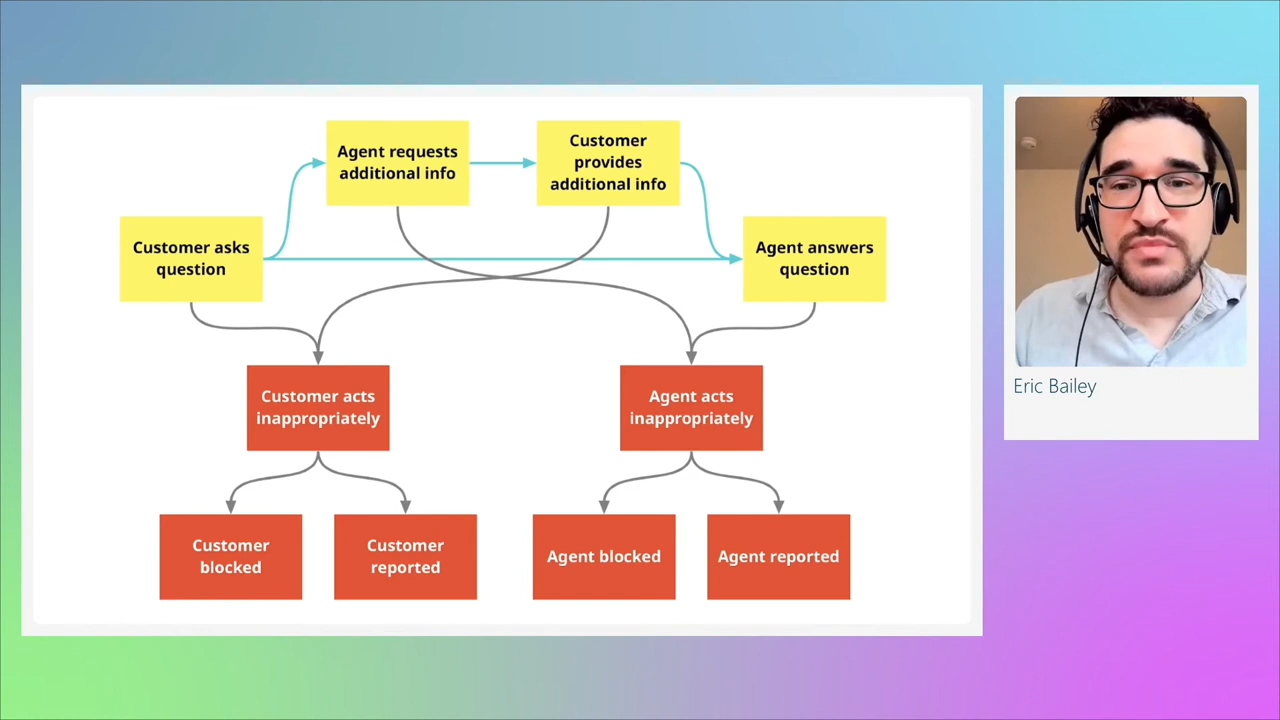 Agent requests
additional info
Customer
provides
additional info
Customer asks
question
Agent answers
question
Customer acts
inappropriately
Agent acts
inappropriately
Customer
blocked
Customer
reported
Agent blocked
Agent reported
Eric Bailey